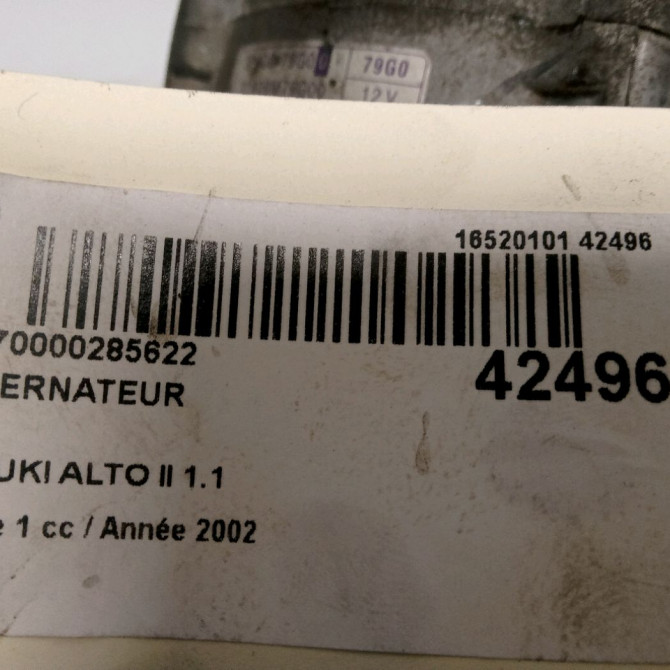 79G0
12V
16520101 42496
70000285622
42496
ERNATEUR
UKI ALTO II 1.1
e 1 cc / Année 2002